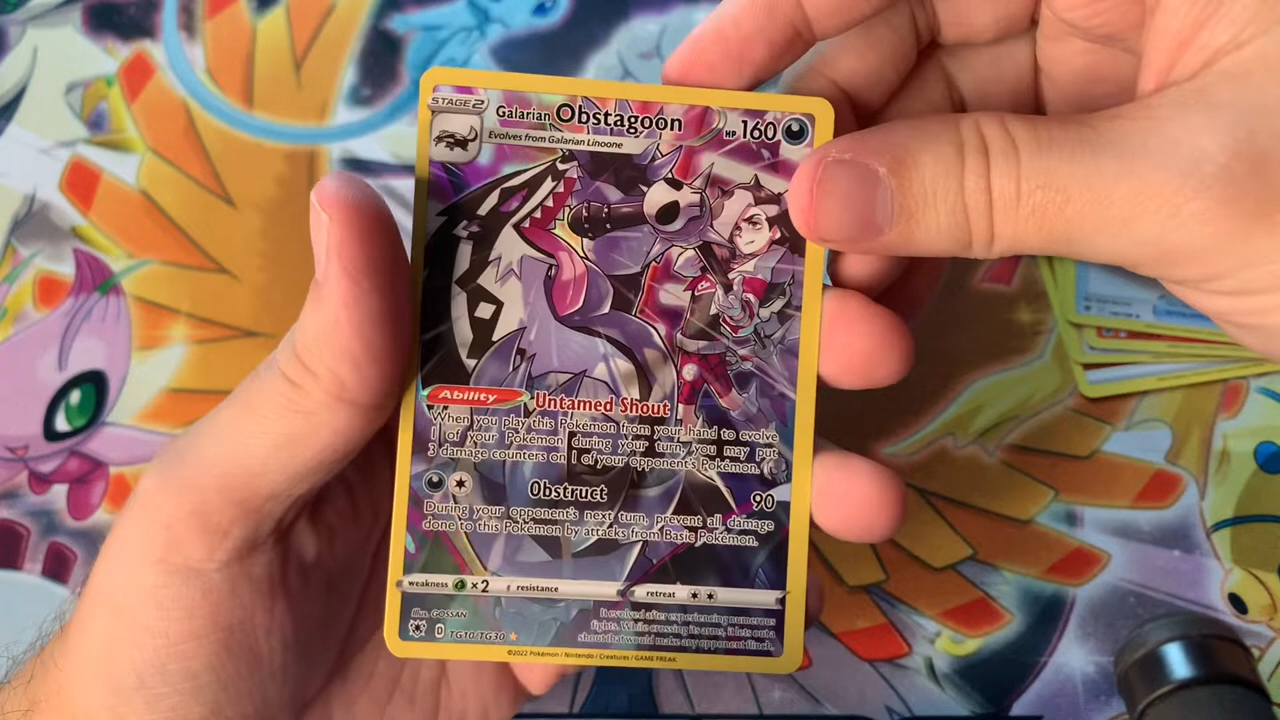 STAGE2
Galarian Obstagoon HP 160
Evolves from Galarian Linoone
Ability Untamed Shout
When you play this Pokémon from your hand to evolve
1 of your Pokémon during your turn, you may put
3 damage counters on 1 of your opponent's Pokémon.
Obstruct 90
During your opponent's next turn, prevent all damage
done to this Pokémon by attacks from Basic Pokémon.
weakness ×2 resistance retreat
Illus. GOSSAN
D TG10/TG30
It evolved after experiencing numerous
fights. While crossing its arms, it lets out a
shout that would make any opponent flinch.
©2022 Pokémon / Nintendo / Creatures / GAME FREAK